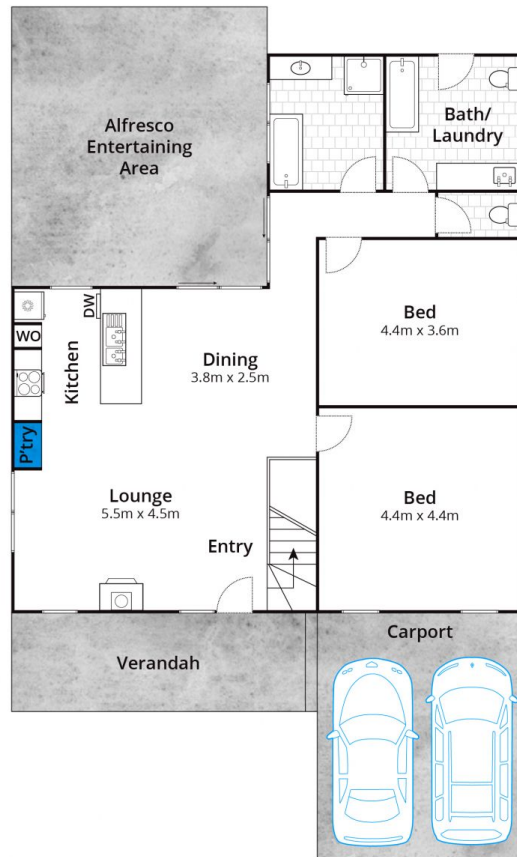 Alfresco
Entertaining
Area
Bath/
Laundry
DW
WO
Kitchen
Dining
3.8m x 2.5m
Bed
4.4m x 3.6m
P'try
Lounge
5.5m x 4.5m
Entry
Bed
4.4m x 4.4m
Verandah
Carport